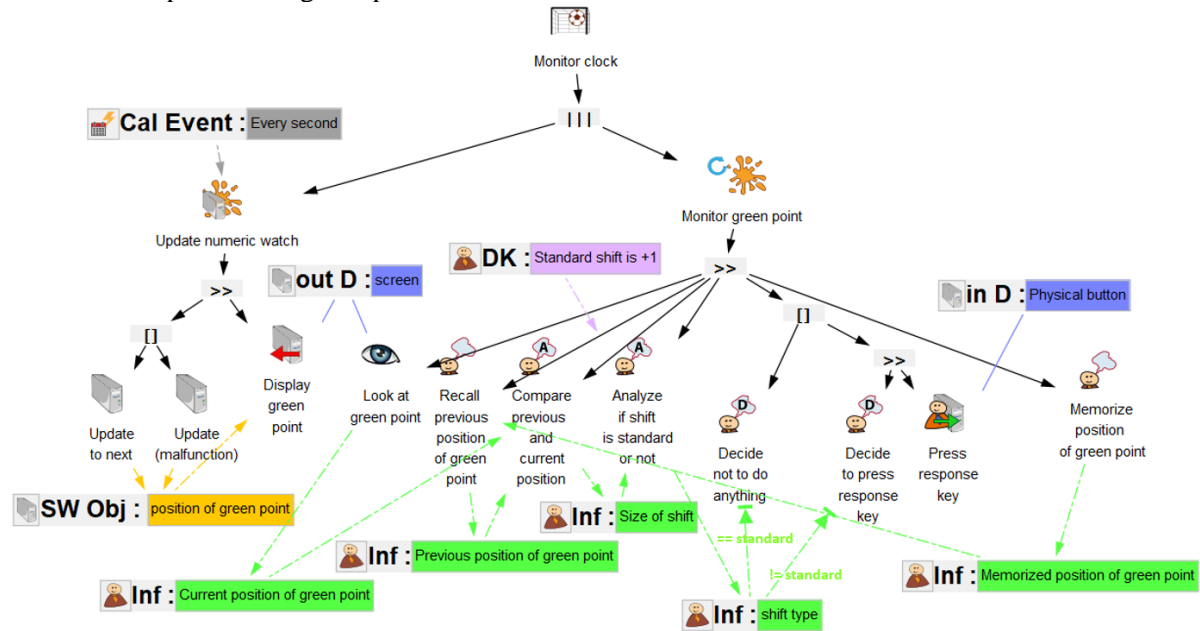 Monitor clock
|||
Cal Event : Every second
Update numeric watch
Monitor green point
DK : Standard shift is +1
>>
>>
out D : screen
in D : Physical button
[]
[]
>>
A
A
D
D
Update
to next
Update
(malfunction)
Display
green
point
Look at
green point
Recall
previous
position
of green
point
Compare
previous
and
current
position
Analyze
if shift
is standard
or not
Decide
not to do
anything
Decide
to press
response
key
Press
response
key
Memorize
position
of green point
SW Obj : position of green point
Inf : Size of shift
== standard
Inf : Previous position of green point
!= standard
Inf : Memorized position of green point
Inf : Current position of green point
Inf : shift type